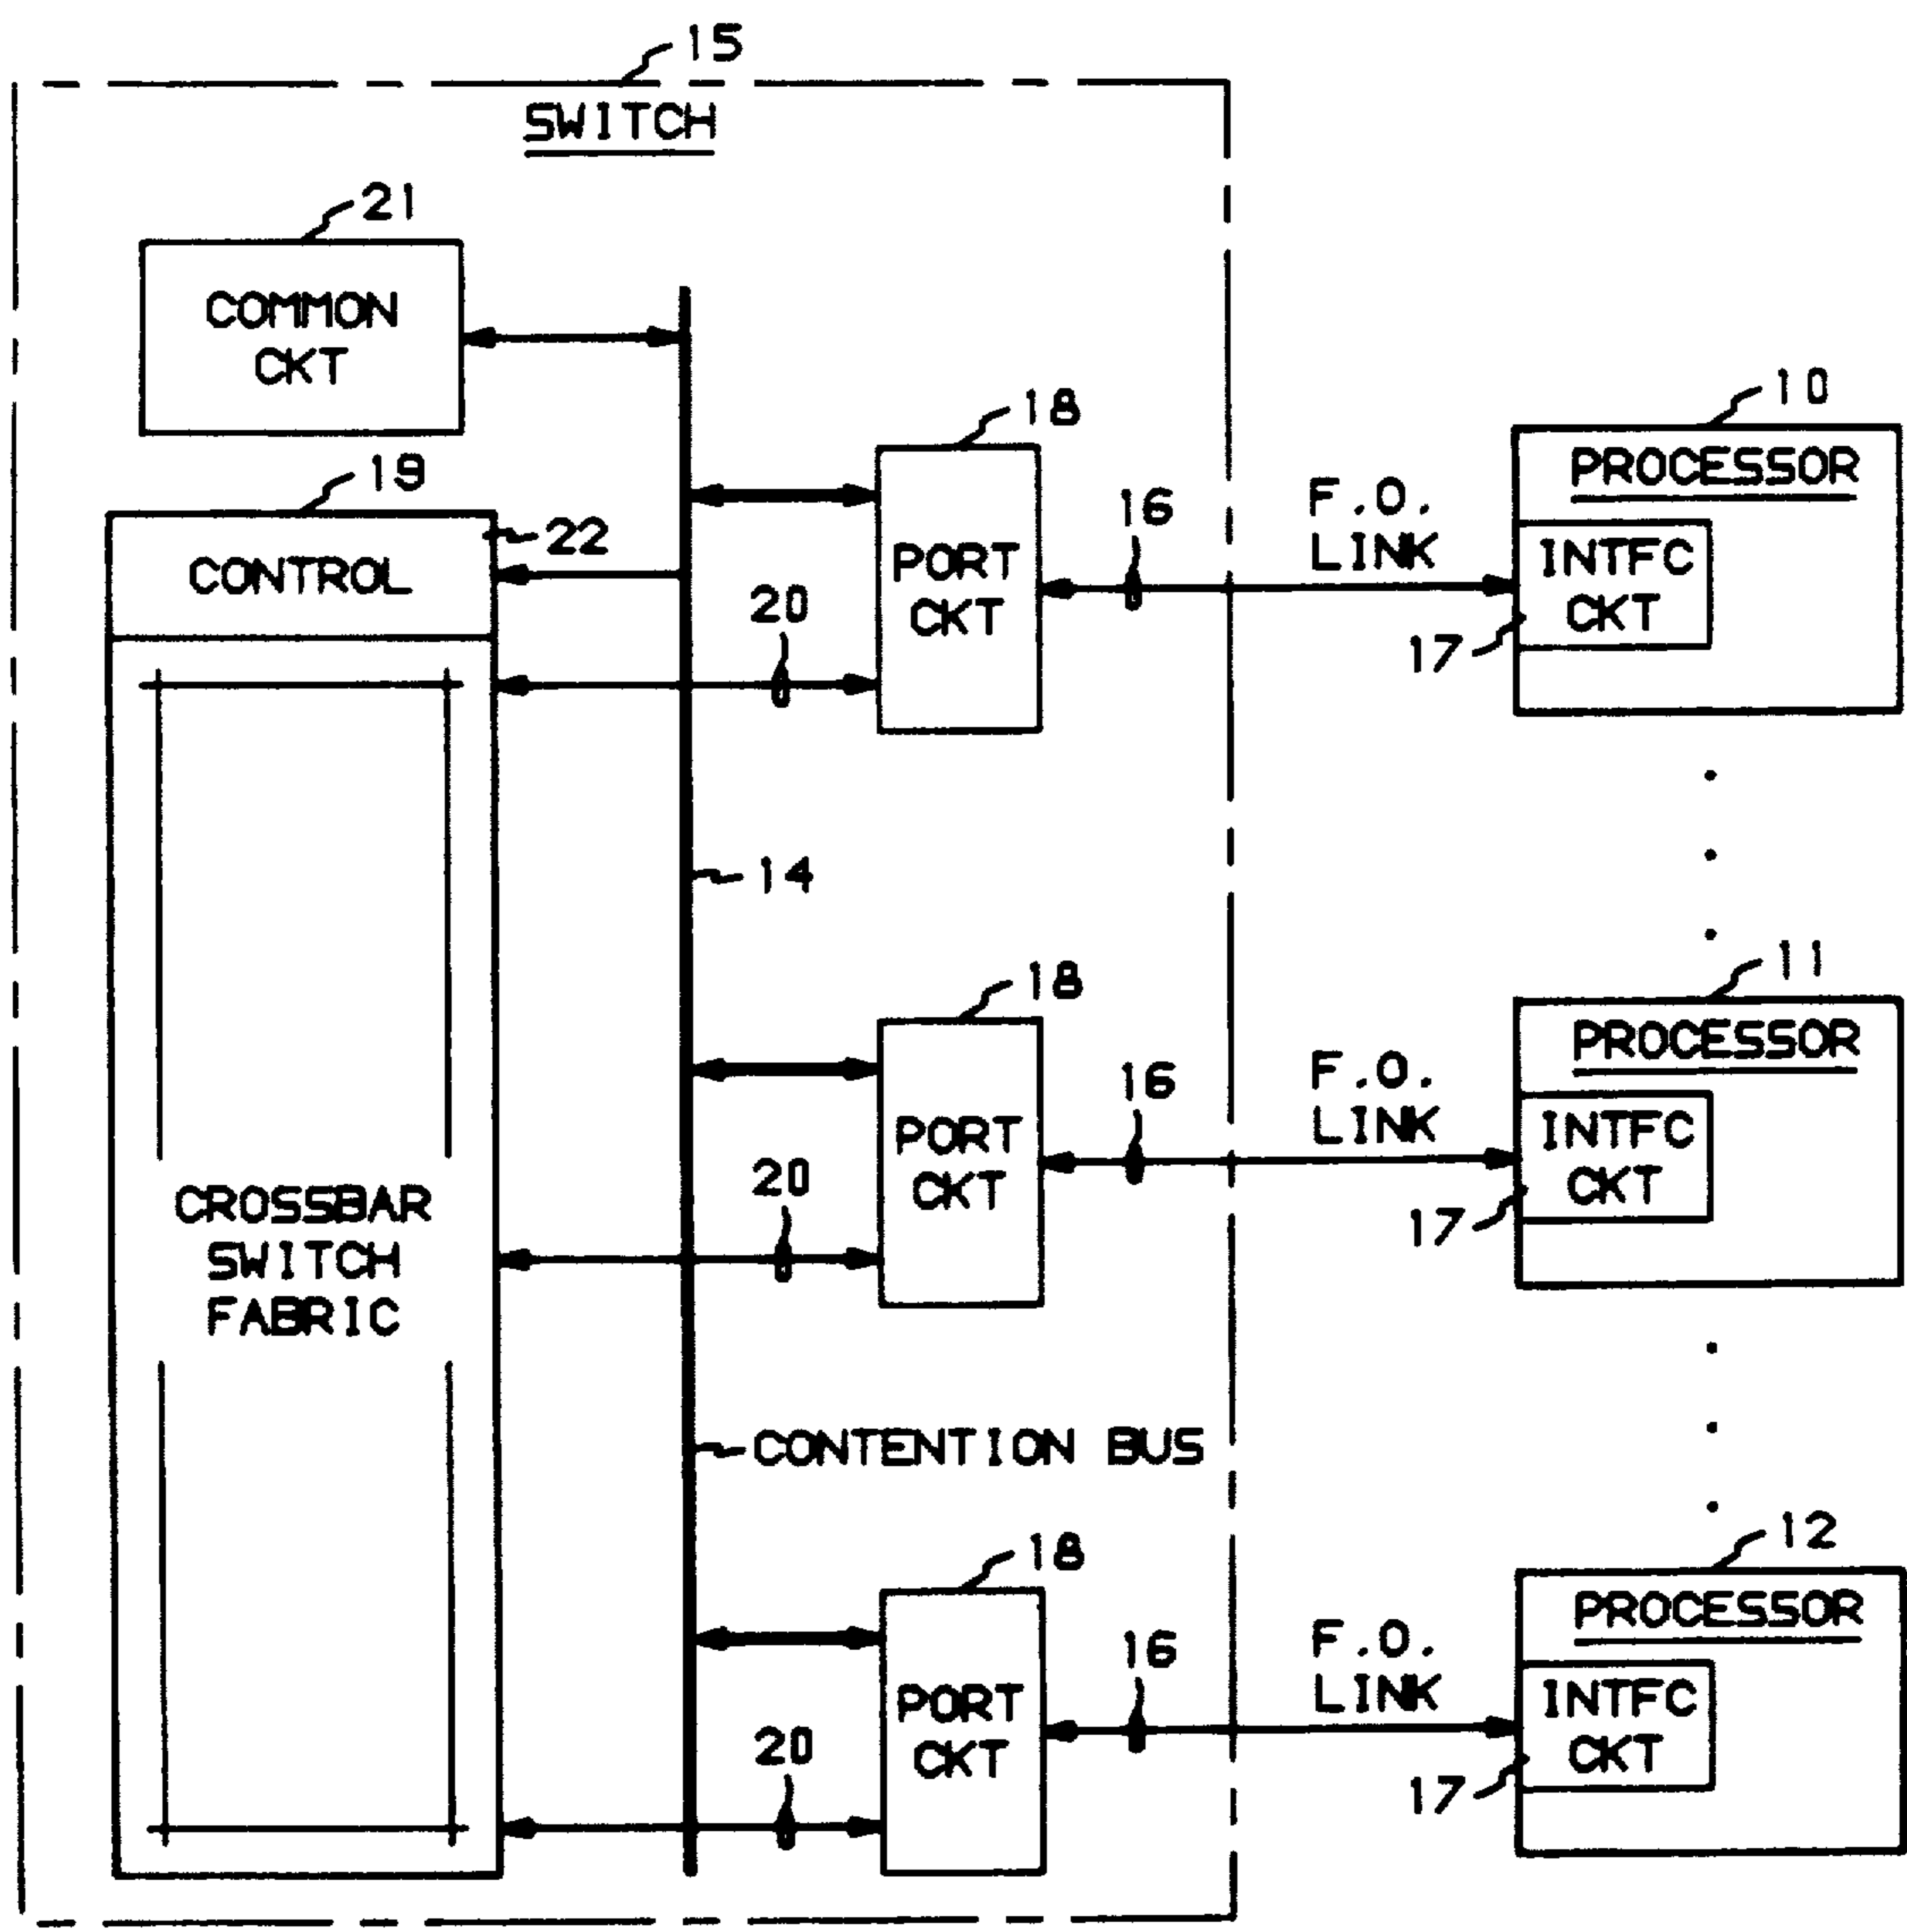 15
SWITCH
21
COMMON
CKT
10
PROCESSOR
18
19
22
CONTROL
16
F.O.
LINK
PORT
CKT
INTFC
CKT
20
17
14
11
PROCESSOR
18
16
F.O.
LINK
PORT
CKT
INTFC
CKT
20
17
CROSSBAR
SWITCH
FABRIC
CONTENTION BUS
12
PROCESSOR
18
16
F.O.
LINK
PORT
CKT
INTFC
CKT
20
17